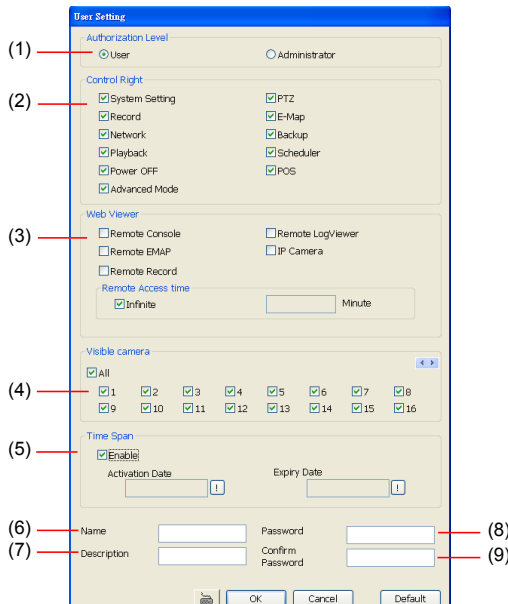 User Setting
Authorization Level
(1) User Administrator
Control Right
(2) System Setting PTZ
Record E-Map
Network Backup
Playback Scheduler
Power OFF POS
Advanced Mode
Web Viewer
(3) Remote Console Remote LogViewer
Remote EMAP IP Camera
Remote Record
Remote Access time
Infinite Minute
Visible camera
All
(4) 1 2 3 4 5 6 7 8
9 10 11 12 13 14 15 16
Time Span
(5) Enable
Activation Date Expiry Date
! !
(6) Name Password (8)
(7) Description Confirm Password (9)
OK Cancel Default